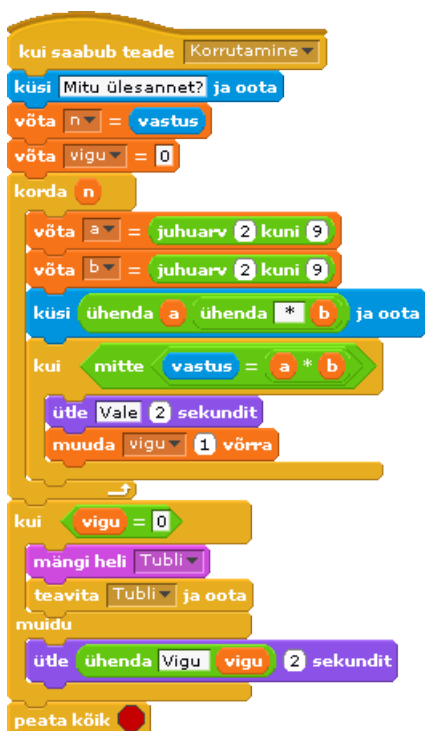 kui saabub teade Korrutamine
küsi Mitu ülesannet? ja oota
võta n = vastus
võta vigu = 0
korda n
võta a = juhuarv 2 kuni 9
võta b = juhuarv 2 kuni 9
küsi ühenda a ühenda * b ja oota
kui mitte vastus = a * b
ütle Vale 2 sekundit
muuda vigu 1 võrra
kui vigu = 0
mängi heli Tubli
teavita Tubli ja oota
muidu
ütle ühenda Vigu vigu 2 sekundit
peata kõik